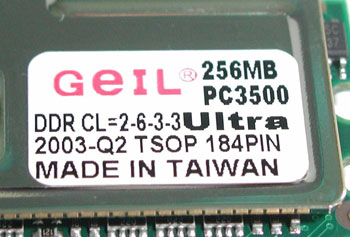 GeIL® 256MB
PC3500
DDR CL=2-6-3-3 Ultra
2003-Q2 TSOP 184PIN
MADE IN TAIWAN